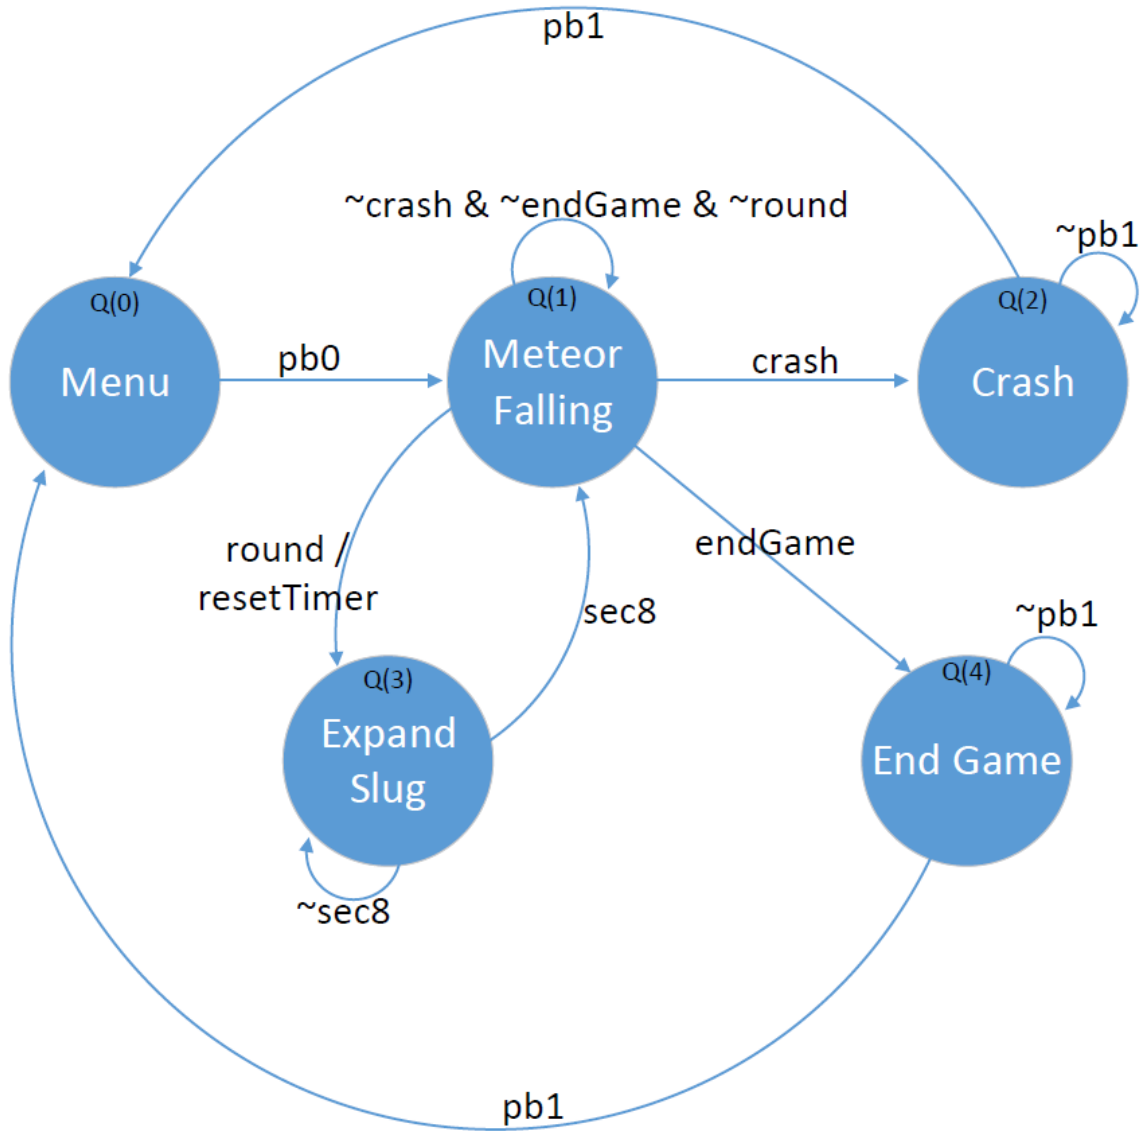 pb1
~crash & ~endGame & ~round
~pb1
Q(0)
Menu
pb0
Q(1)
Meteor
Falling
crash
Q(2)
Crash
round /
resetTimer
sec8
endGame
~pb1
Q(3)
Expand
Slug
Q(4)
End Game
~sec8
pb1